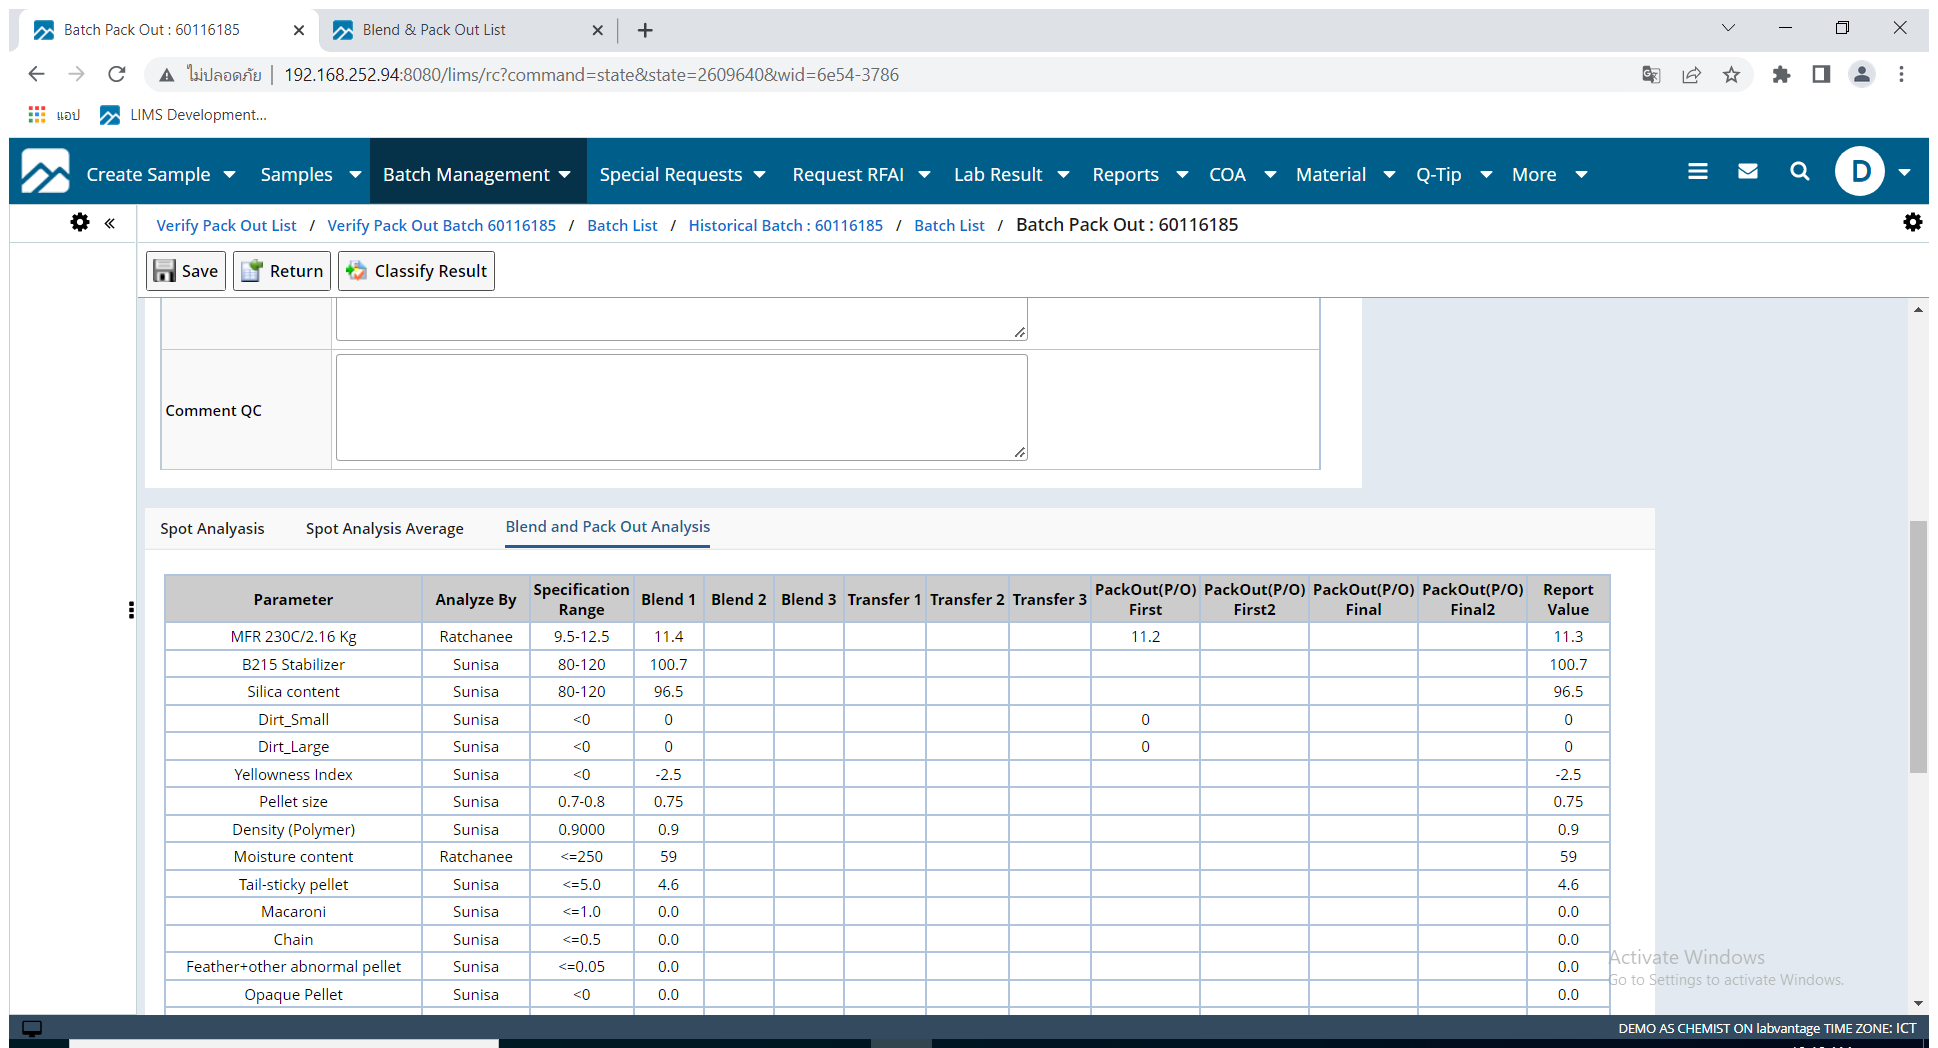 Batch Pack Out : 60116185
Blend & Pack Out List
ไม่ปลอดภัย | 192.168.252.94:8080/lims/rc?command=state&state=2609640&wid=6e54-3786
แอป LIMS Development...
Create Sample Samples Batch Management Special Requests Request RFAI Lab Result Reports COA Material Q-Tip More D
Verify Pack Out List / Verify Pack Out Batch 60116185 / Batch List / Historical Batch : 60116185 / Batch List / Batch Pack Out : 60116185
Save Return Classify Result
Comment QC
Spot Analyasis Spot Analysis Average Blend and Pack Out Analysis
Parameter Analyze By Specification Range Blend 1 Blend 2 Blend 3 Transfer 1 Transfer 2 Transfer 3 PackOut(P/O) First PackOut(P/O) First2 PackOut(P/O) Final PackOut(P/O) Final2 Report Value
MFR 230C/2.16 Kg Ratchanee 9.5-12.5 11.4 11.2 11.3
B215 Stabilizer Sunisa 80-120 100.7 100.7
Silica content Sunisa 80-120 96.5 96.5
Dirt_Small Sunisa <0 0 0 0
Dirt_Large Sunisa <0 0 0 0
Yellowness Index Sunisa <0 -2.5 -2.5
Pellet size Sunisa 0.7-0.8 0.75 0.75
Density (Polymer) Sunisa 0.9000 0.9 0.9
Moisture content Ratchanee <=250 59 59
Tail-sticky pellet Sunisa <=5.0 4.6 4.6
Macaroni Sunisa <=1.0 0.0 0.0
Chain Sunisa <=0.5 0.0 0.0
Feather+other abnormal pellet Sunisa <=0.05 0.0 0.0
Opaque Pellet Sunisa <0 0.0 0.0
Activate Windows
Go to Settings to activate Windows.
DEMO AS CHEMIST ON labvantage TIME ZONE: ICT